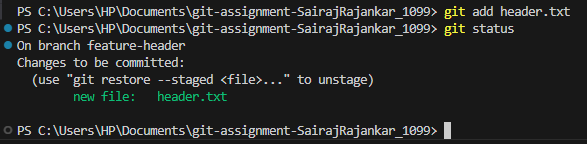 PS C:\Users\HP\Documents\git-assignment-SairajRajankar_1099> git add header.txt
PS C:\Users\HP\Documents\git-assignment-SairajRajankar_1099> git status
On branch feature-header
Changes to be committed:
  (use "git restore --staged <file>..." to unstage)
        new file:   header.txt

PS C:\Users\HP\Documents\git-assignment-SairajRajankar_1099>